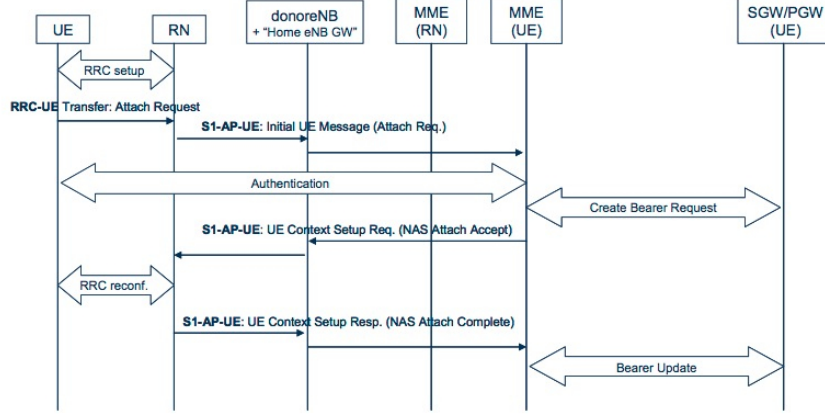 UE
RN
donoreNB
+ "Home eNB GW"
MME
(RN)
MME
(UE)
SGW/PGW
(UE)
RRC setup
RRC-UE Transfer: Attach Request
S1-AP-UE: Initial UE Message (Attach Req.)
Authentication
Create Bearer Request
S1-AP-UE: UE Context Setup Req. (NAS Attach Accept)
RRC reconf.
S1-AP-UE: UE Context Setup Resp. (NAS Attach Complete)
Bearer Update